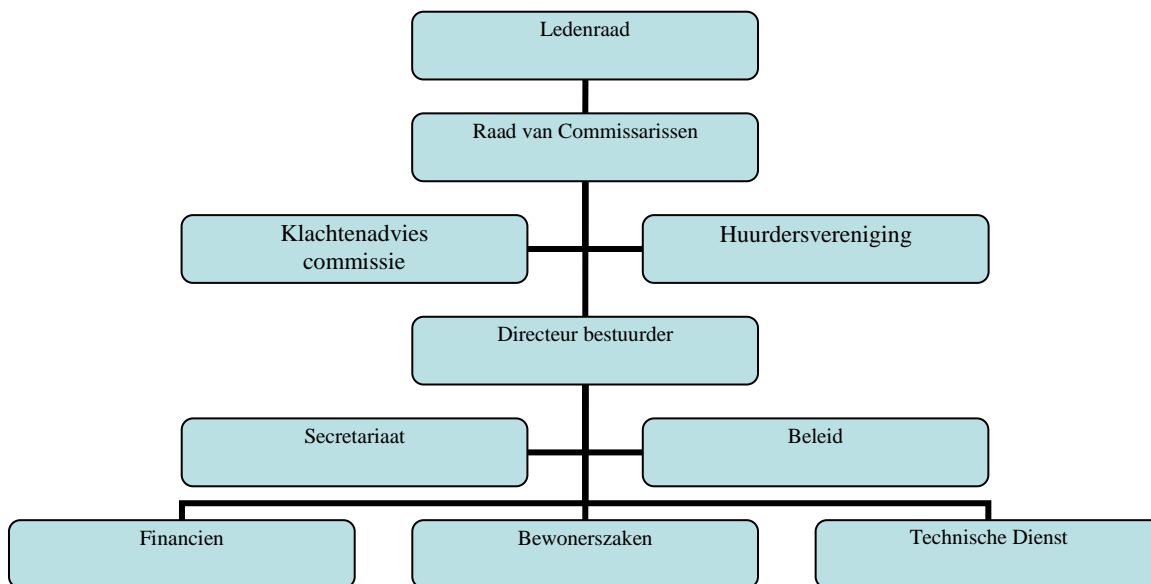 Ledenraad
Raad van Commissarissen
Klachtenadvies
commissie
Huurdersvereniging
Directeur bestuurder
Secretariaat
Beleid
Financien
Bewonerszaken
Technische Dienst